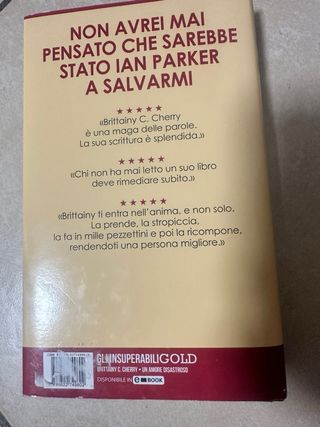 NON AVREI MAI
PENSATO CHE SAREBBE
STATO IAN PARKER
A SALVARMI
★★★★★
«Brittainy C. Cherry
è una maga delle parole.
La sua scrittura è splendida.»
★★★★★
«Chi non ha mai letto un suo libro
deve rimediare subito.»
★★★★★
«Brittainy ti entra nell'anima, e non solo.
La prende, la stropiccia,
la fa in mille pezzettini e poi la ricompone,
rendendoti una persona migliore.»
GLI INSUPERABILI GOLD
BRITTAINY C. CHERRY • UN AMORE DISASTROSO
DISPONIBILE IN e BOOK